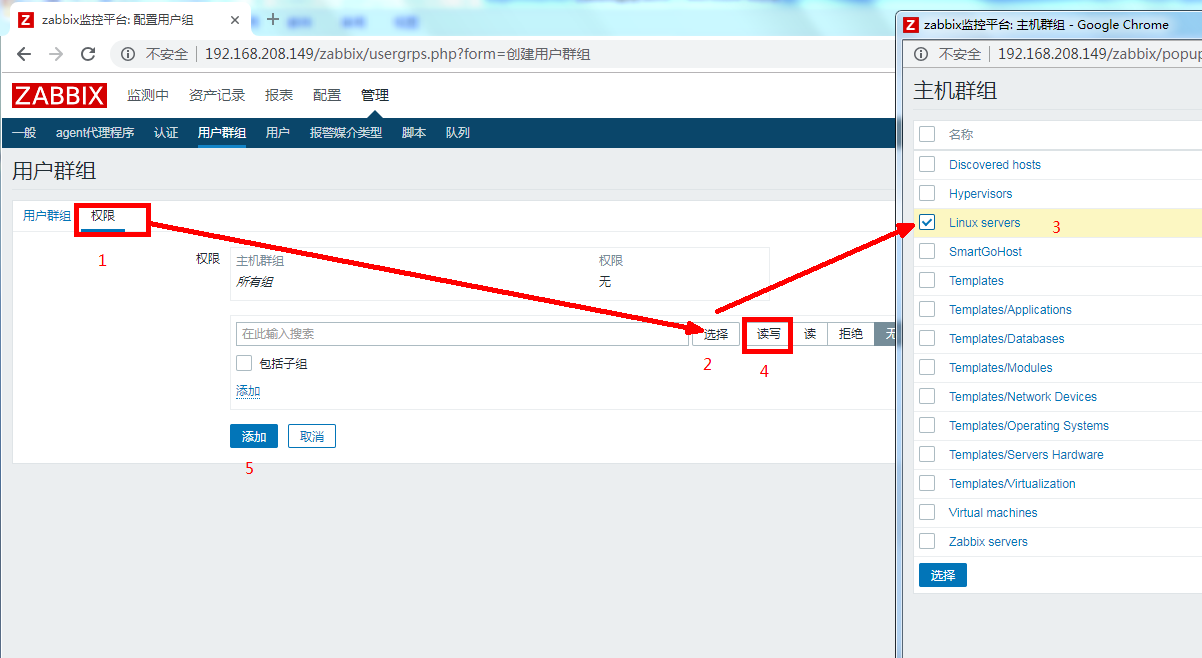 zabbix监控平台: 配置用户组
不安全 192.168.208.149/zabbix/usergrps.php?form=创建用户群组
ZABBIX 监测中 资产记录 报表 配置 管理
一般 agent代理程序 认证 用户群组 用户 报警媒介类型 脚本 队列
用户群组
用户群组 权限
1
权限 主机群组 权限
所有组 无
在此输入搜索 选择 读写 读 拒绝 无
2 4
包括子组
添加
添加 取消
5
zabbix监控平台: 主机群组 - Google Chrome
不安全 192.168.208.149/zabbix/popup
主机群组
名称
Discovered hosts
Hypervisors
Linux servers 3
SmartGoHost
Templates
Templates/Applications
Templates/Databases
Templates/Modules
Templates/Network Devices
Templates/Operating Systems
Templates/Servers Hardware
Templates/Virtualization
Virtual machines
Zabbix servers
选择